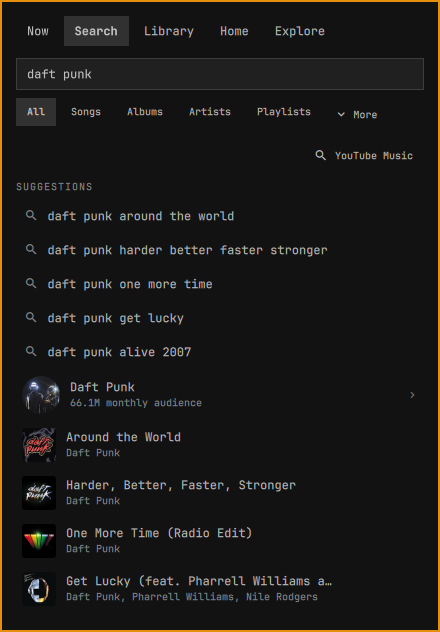 Now Search Library Home Explore
daft punk
All Songs Albums Artists Playlists More
YouTube Music
SUGGESTIONS
daft punk around the world
daft punk harder better faster stronger
daft punk one more time
daft punk get lucky
daft punk alive 2007
Daft Punk
66.1M monthly audience
Around the World
Daft Punk
Harder, Better, Faster, Stronger
Daft Punk
One More Time (Radio Edit)
Daft Punk
Get Lucky (feat. Pharrell Williams a…
Daft Punk, Pharrell Williams, Nile Rodgers